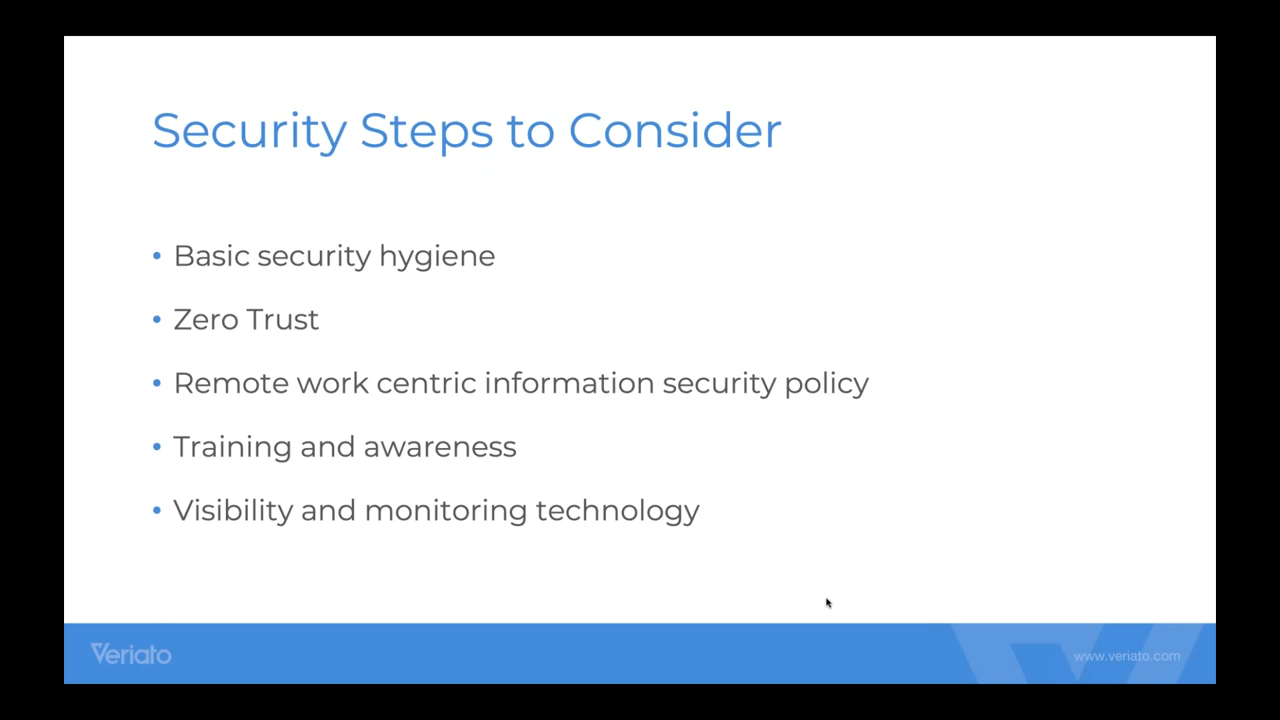 Security Steps to Consider
• Basic security hygiene
• Zero Trust
• Remote work centric information security policy
• Training and awareness
• Visibility and monitoring technology
Veriato
www.veriato.com